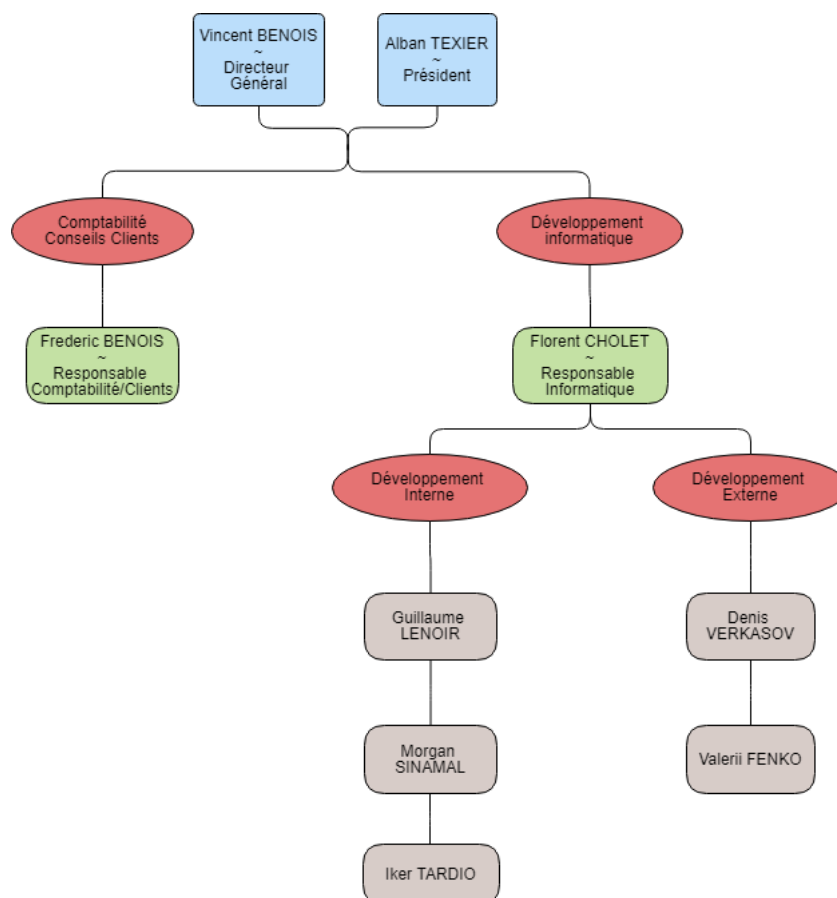 Vincent BENOIS
~
Directeur
Général
Alban TEXIER
~
Président
Comptabilité
Conseils Clients
Développement
informatique
Frederic BENOIS
~
Responsable
Comptabilité/Clients
Florent CHOLET
~
Responsable
Informatique
Développement
Interne
Développement
Externe
Guillaume
LENOIR
Denis
VERKASOV
Morgan
SINAMAL
Valerii FENKO
Iker TARDIO